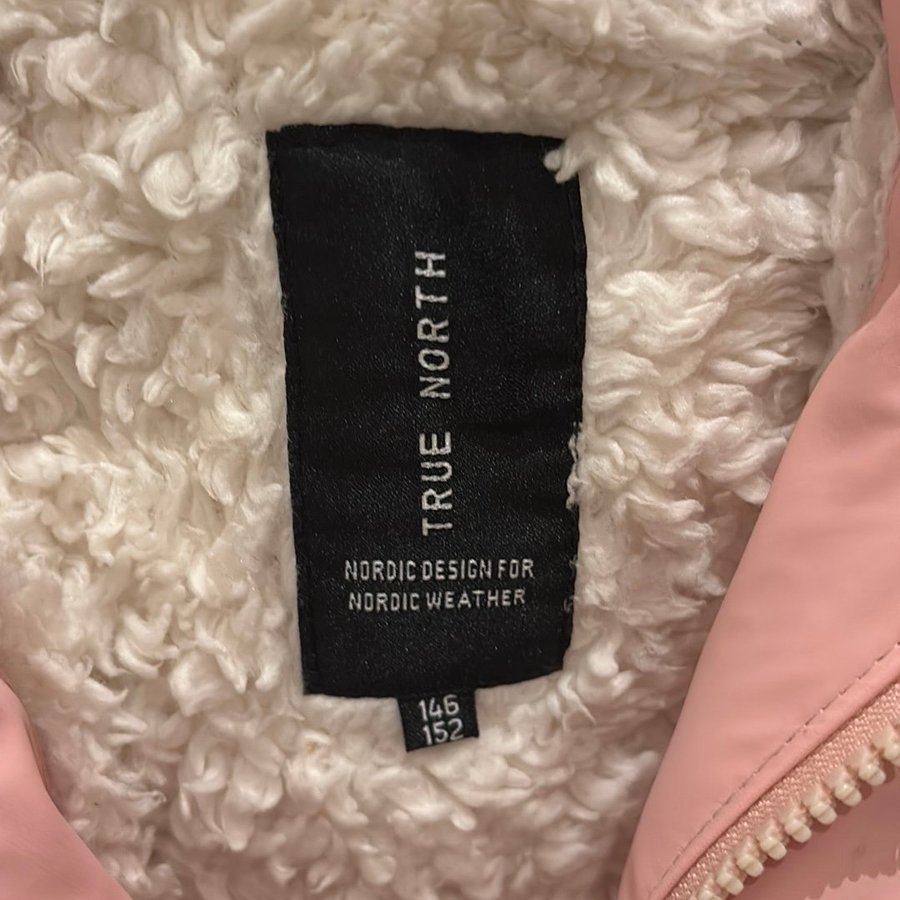 TRUE NORTH
NORDIC DESIGN FOR
NORDIC WEATHER
146
152